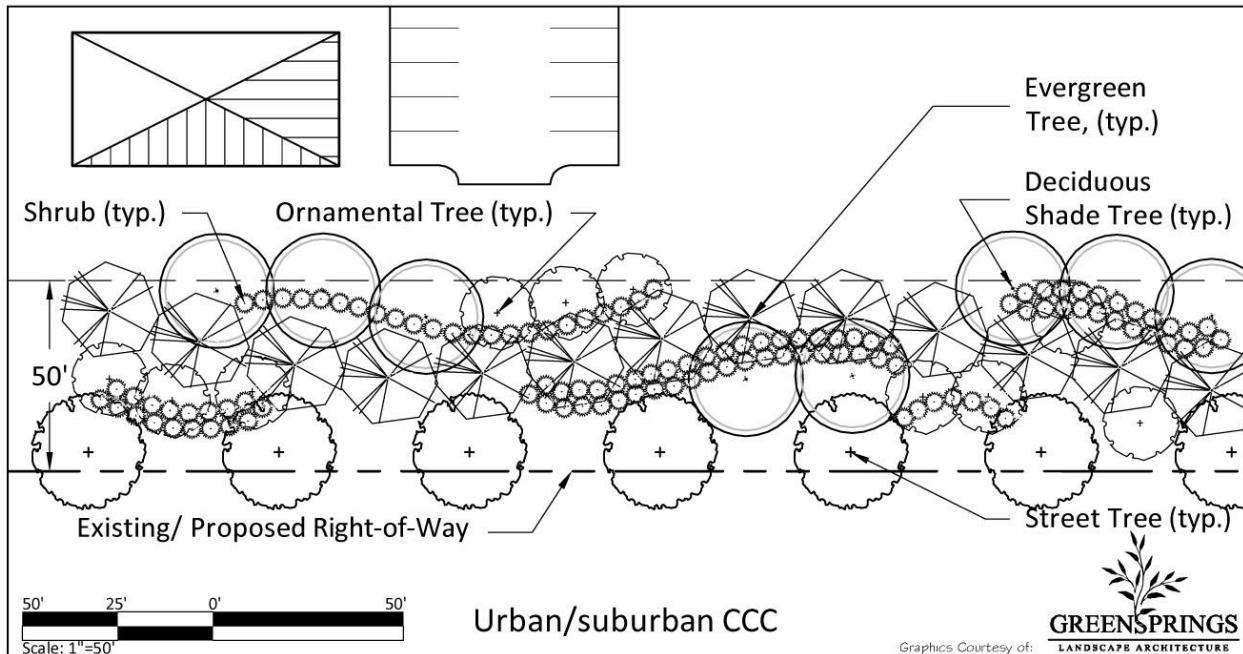 Evergreen
Tree, (typ.)
Deciduous
Shade Tree (typ.)
Shrub (typ.)
Ornamental Tree (typ.)
50'
Existing/ Proposed Right-of-Way
Street Tree (typ.)
50' 25' 0' 50'
Scale: 1"=50'
Urban/suburban CCC
Graphics Courtesy of:
GREENSPRINGS
LANDSCAPE ARCHITECTURE